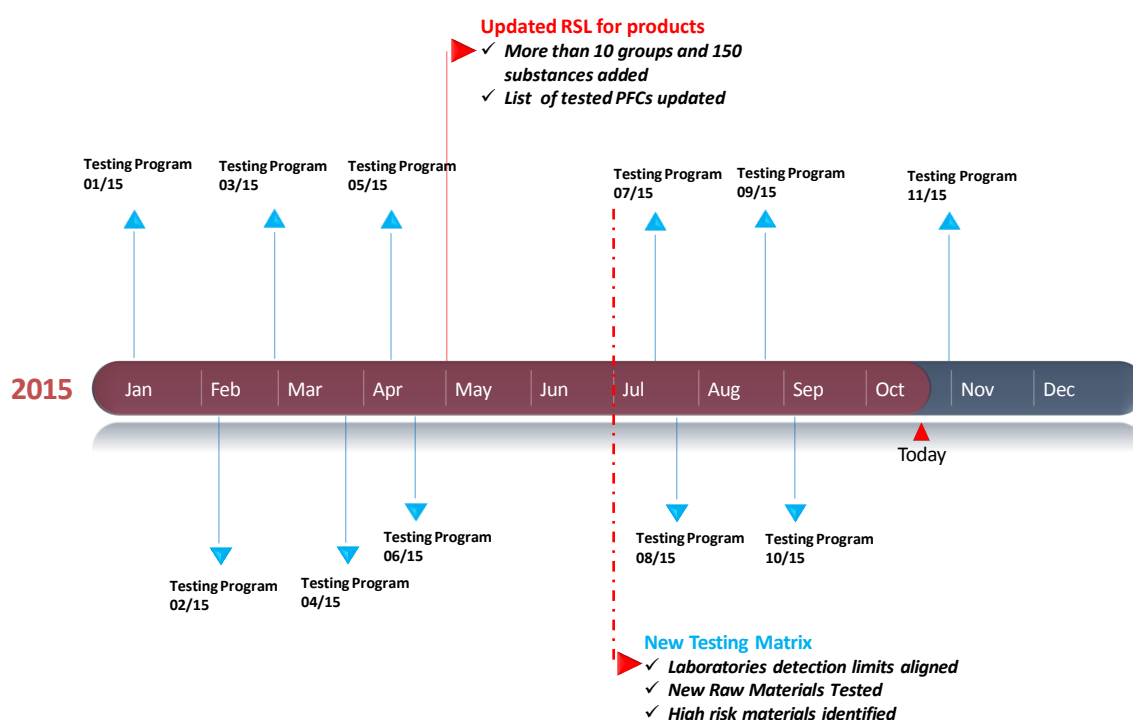 Updated RSL for products
✓ More than 10 groups and 150
substances added
✓ List of tested PFCs updated
Testing Program
01/15
Testing Program
03/15
Testing Program
05/15
Testing Program
07/15
Testing Program
09/15
Testing Program
11/15
2015
Jan
Feb
Mar
Apr
May
Jun
Jul
Aug
Sep
Oct
Nov
Dec
Today
Testing Program
02/15
Testing Program
04/15
Testing Program
06/15
Testing Program
08/15
Testing Program
10/15
New Testing Matrix
✓ Laboratories detection limits aligned
✓ New Raw Materials Tested
✓ High risk materials identified